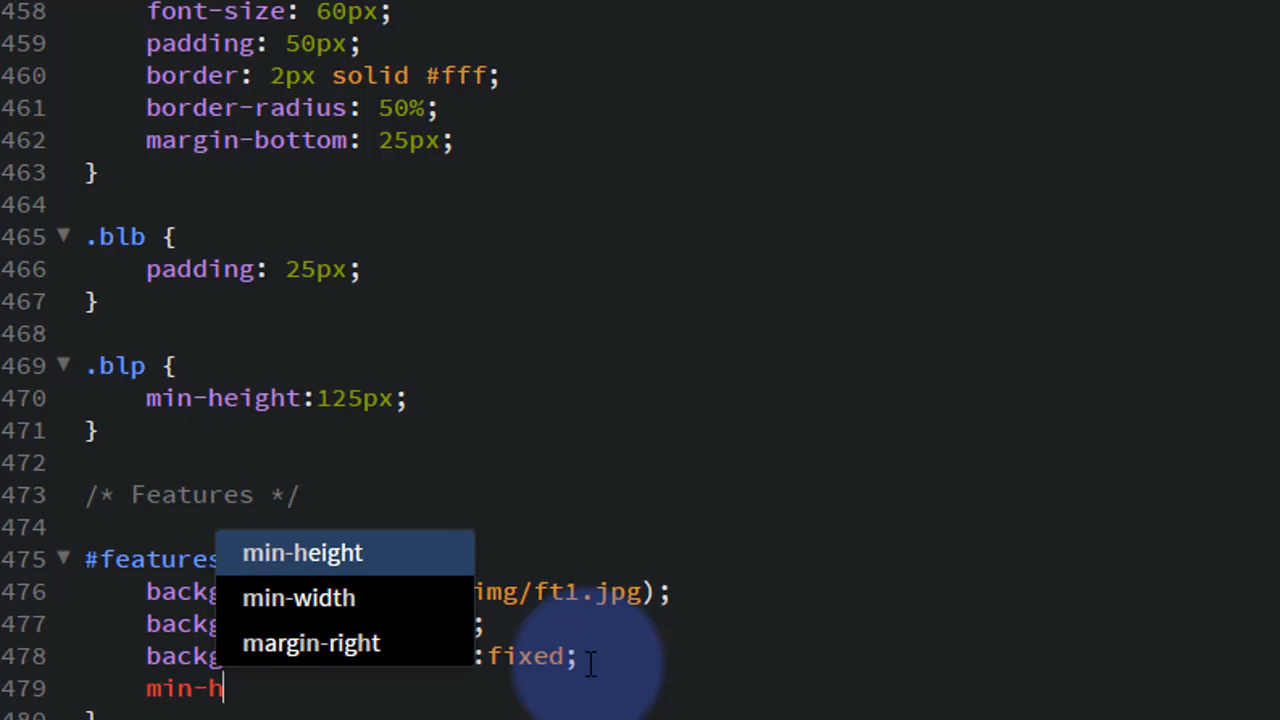 458 font-size: 60px;
459 padding: 50px;
460 border: 2px solid #fff;
461 border-radius: 50%;
462 margin-bottom: 25px;
463 }
464
465 ▼ .blb {
466 padding: 25px;
467 }
468
469 ▼ .blp {
470 min-height:125px;
471 }
472
473 /* Features */
474
475 ▼ #features
476 backg img/ft1.jpg);
477 backg ;
478 backg :fixed;
479 min-h
480 }
min-height
min-width
margin-right